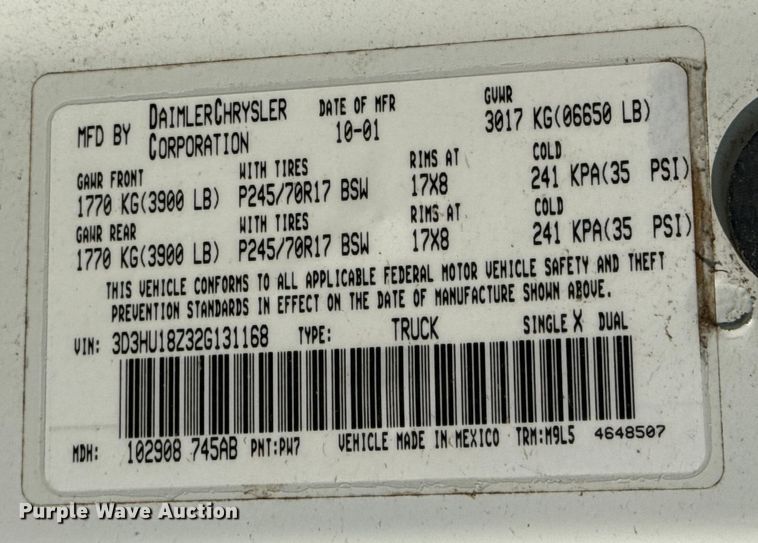 MFD BY DAIMLERCHRYSLER CORPORATION DATE OF MFR 10-01 GVWR 3017 KG(06650 LB)
GAWR FRONT WITH TIRES RIMS AT COLD
1770 KG(3900 LB) P245/70R17 BSW 17X8 241 KPA(35 PSI)
GAWR REAR WITH TIRES RIMS AT COLD
1770 KG(3900 LB) P245/70R17 BSW 17X8 241 KPA(35 PSI)
THIS VEHICLE CONFORMS TO ALL APPLICABLE FEDERAL MOTOR VEHICLE SAFETY AND THEFT
PREVENTION STANDARDS IN EFFECT ON THE DATE OF MANUFACTURE SHOWN ABOVE.
VIN: 3D3HU18Z32G131168 TYPE: TRUCK SINGLE X DUAL
MDH: 102908 745AB PNT:PW7 VEHICLE MADE IN MEXICO TRM:M9L5 4648507
Purple Wave Auction